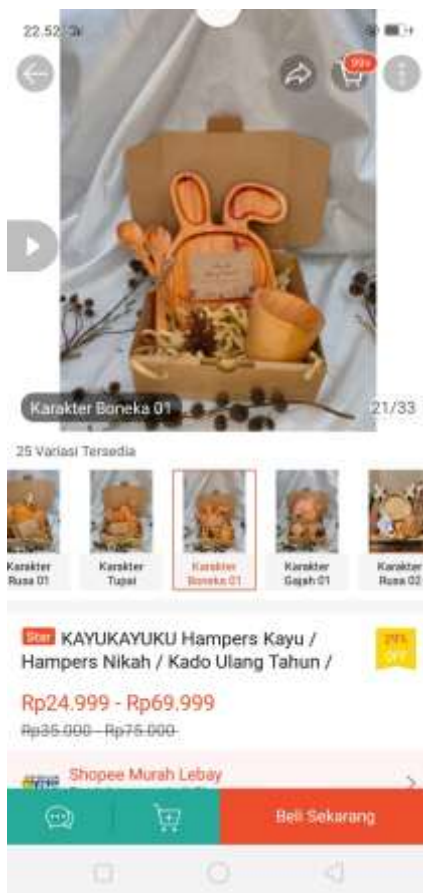 22.52
99+
Karakter Boneka 01
21/33
25 Variasi Tersedia
Karakter
Rusa 01
Karakter
Tupai
Karakter
Boneka 01
Karakter
Gajah 01
Karakter
Rusa 02
Star KAYUKAYUKU Hampers Kayu /
Hampers Nikah / Kado Ulang Tahun /
29%
OFF
Rp24.999 - Rp69.999
Rp35.000 - Rp75.000
Shopee Murah Lebay
Beli Sekarang